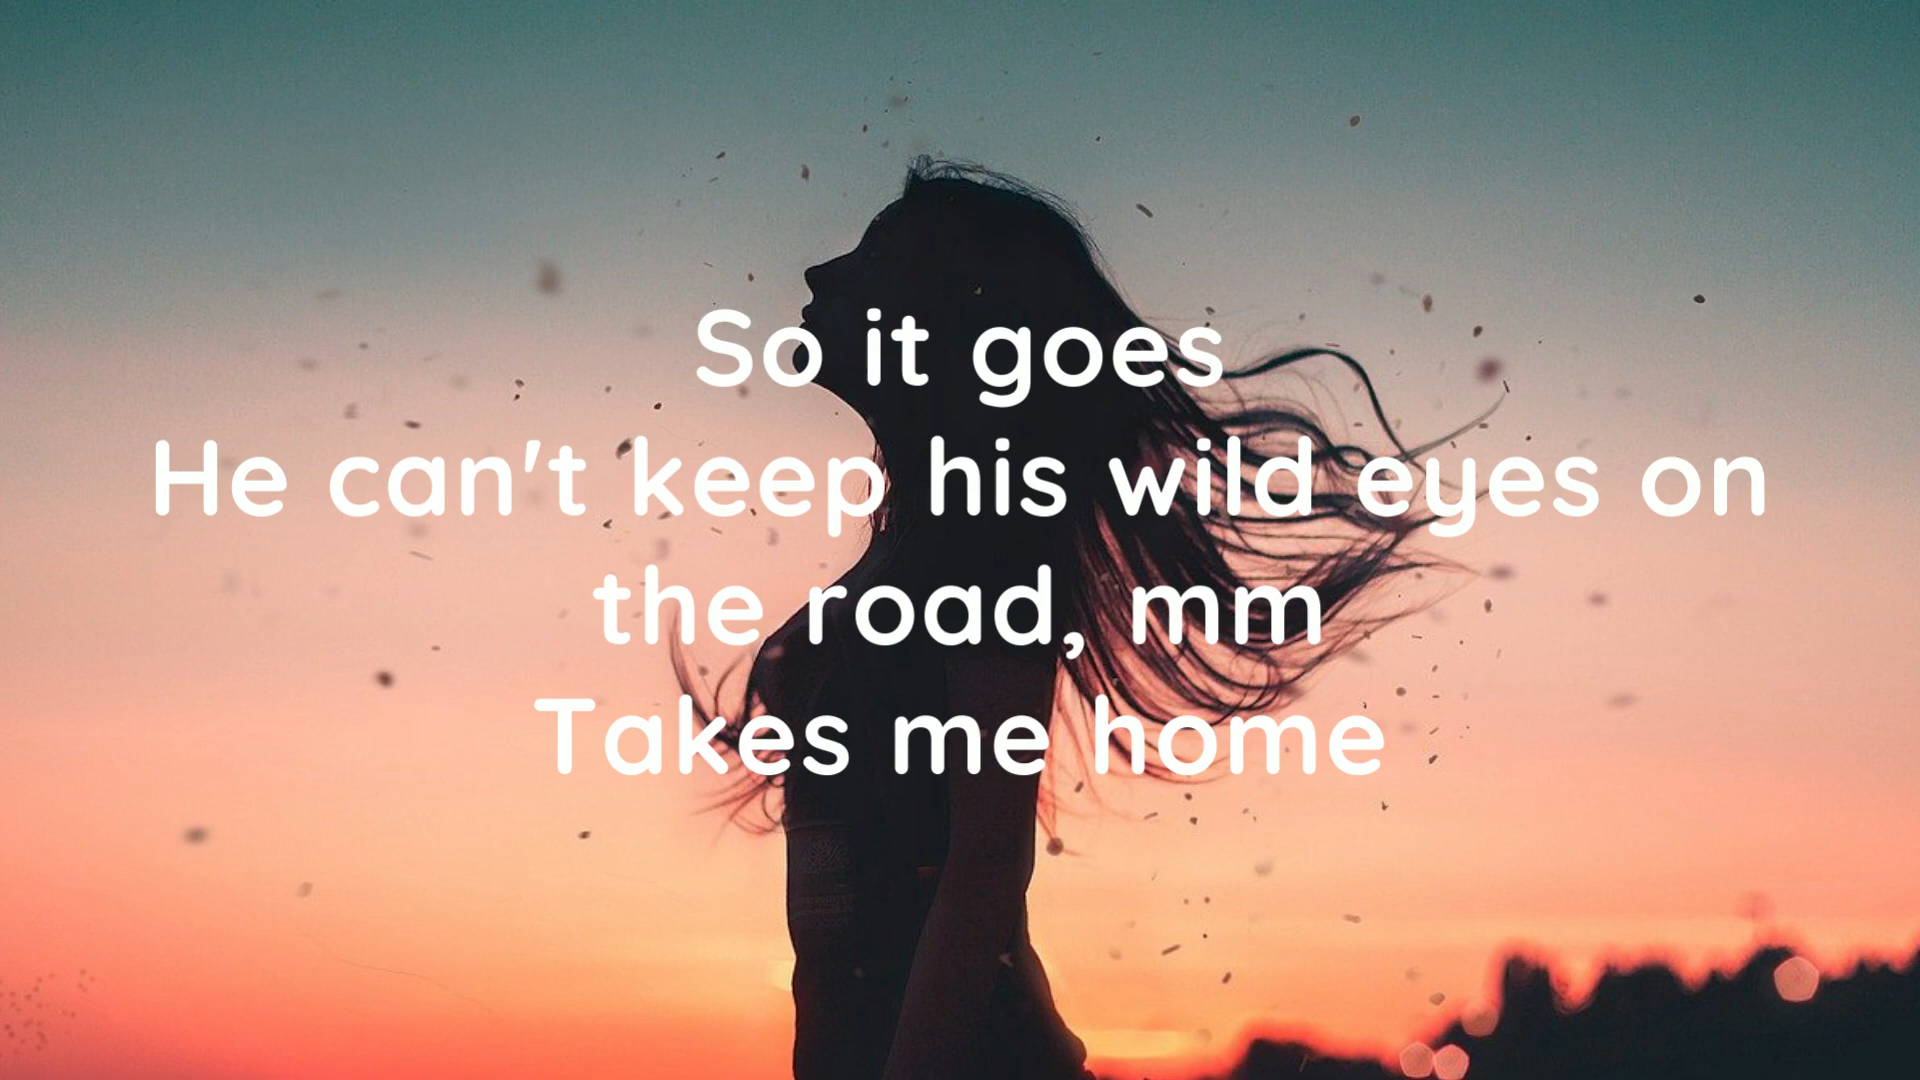 So it goes
He can't keep his wild eyes on
the road, mm
Takes me home